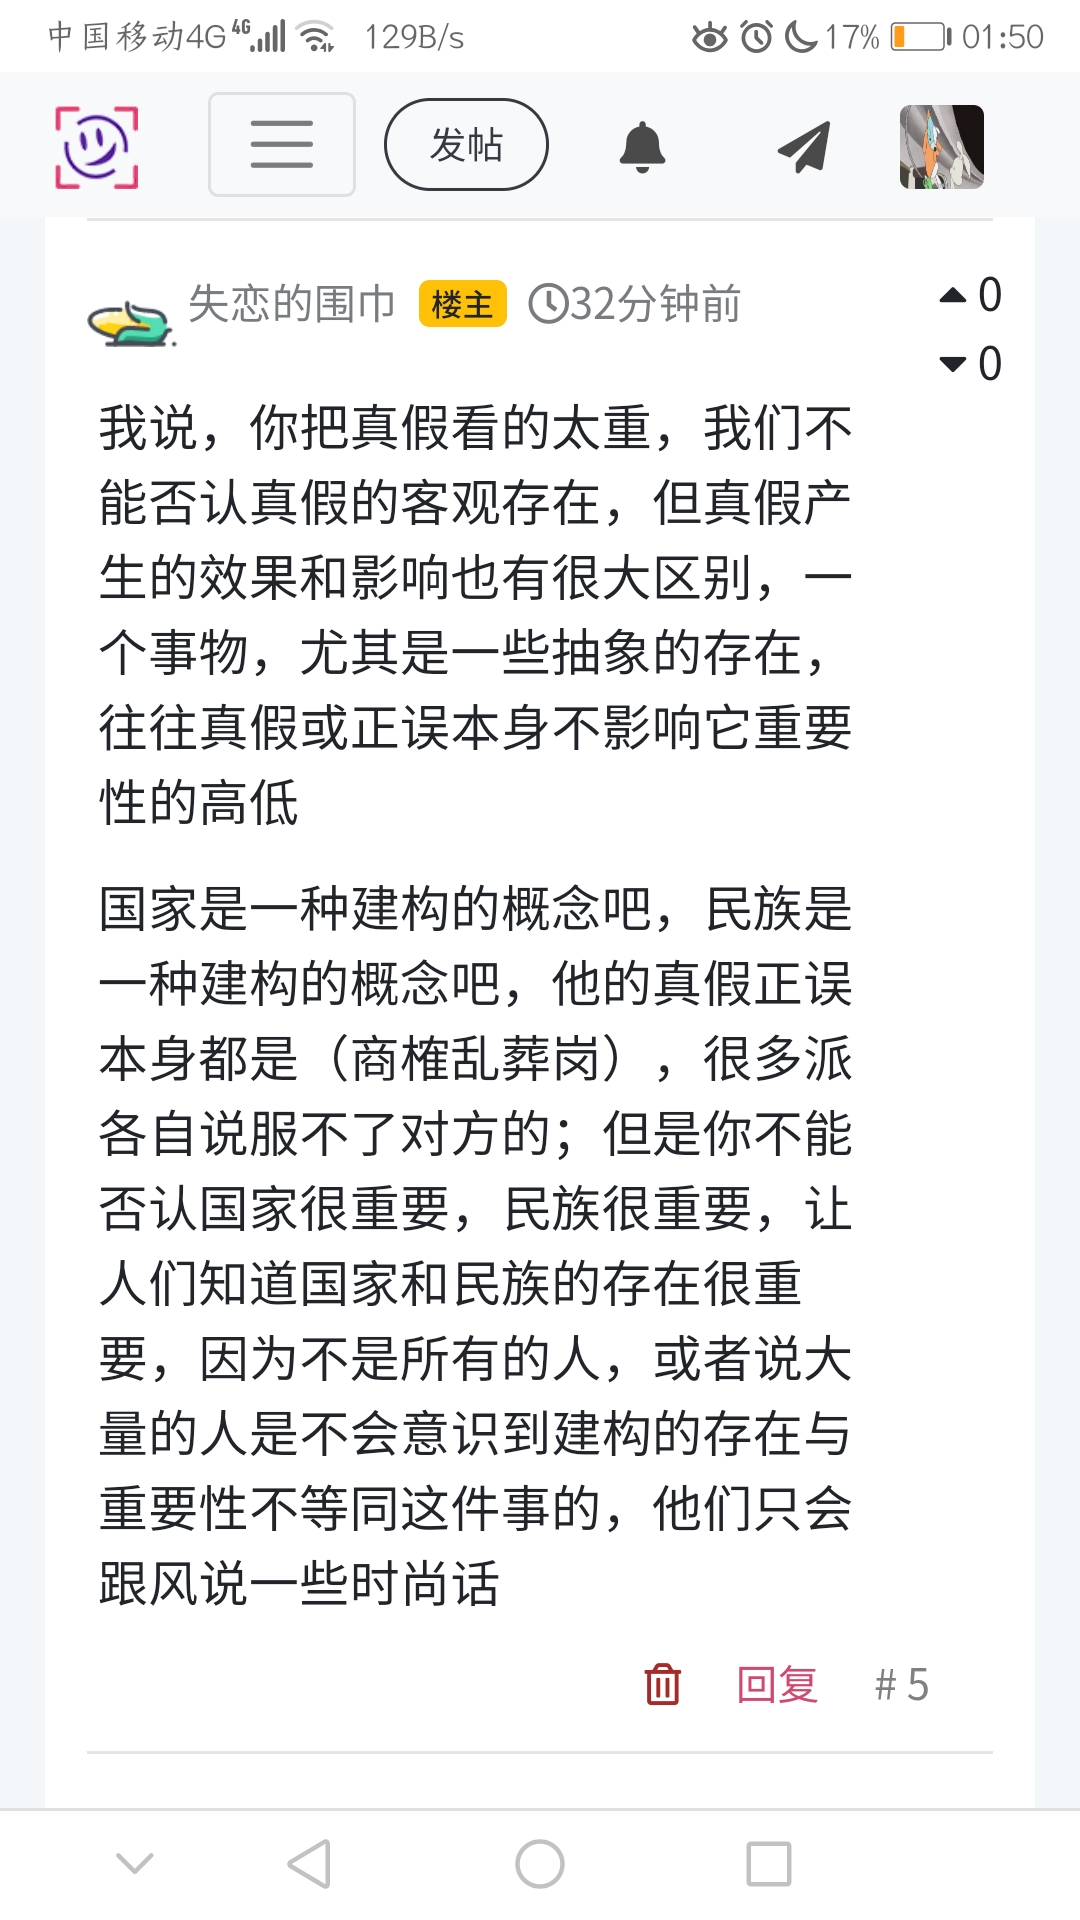 中国移动4G 4G 129B/s 17% 01:50
发帖
失恋的围巾 楼主 32分钟前 0
0
我说，你把真假看的太重，我们不
能否认真假的客观存在，但真假产
生的效果和影响也有很大区别，一
个事物，尤其是一些抽象的存在，
往往真假或正误本身不影响它重要
性的高低
国家是一种建构的概念吧，民族是
一种建构的概念吧，他的真假正误
本身都是（商榷乱葬岗），很多派
各自说服不了对方的；但是你不能
否认国家很重要，民族很重要，让
人们知道国家和民族的存在很重
要，因为不是所有的人，或者说大
量的人是不会意识到建构的存在与
重要性不等同这件事的，他们只会
跟风说一些时尚话
回复 # 5